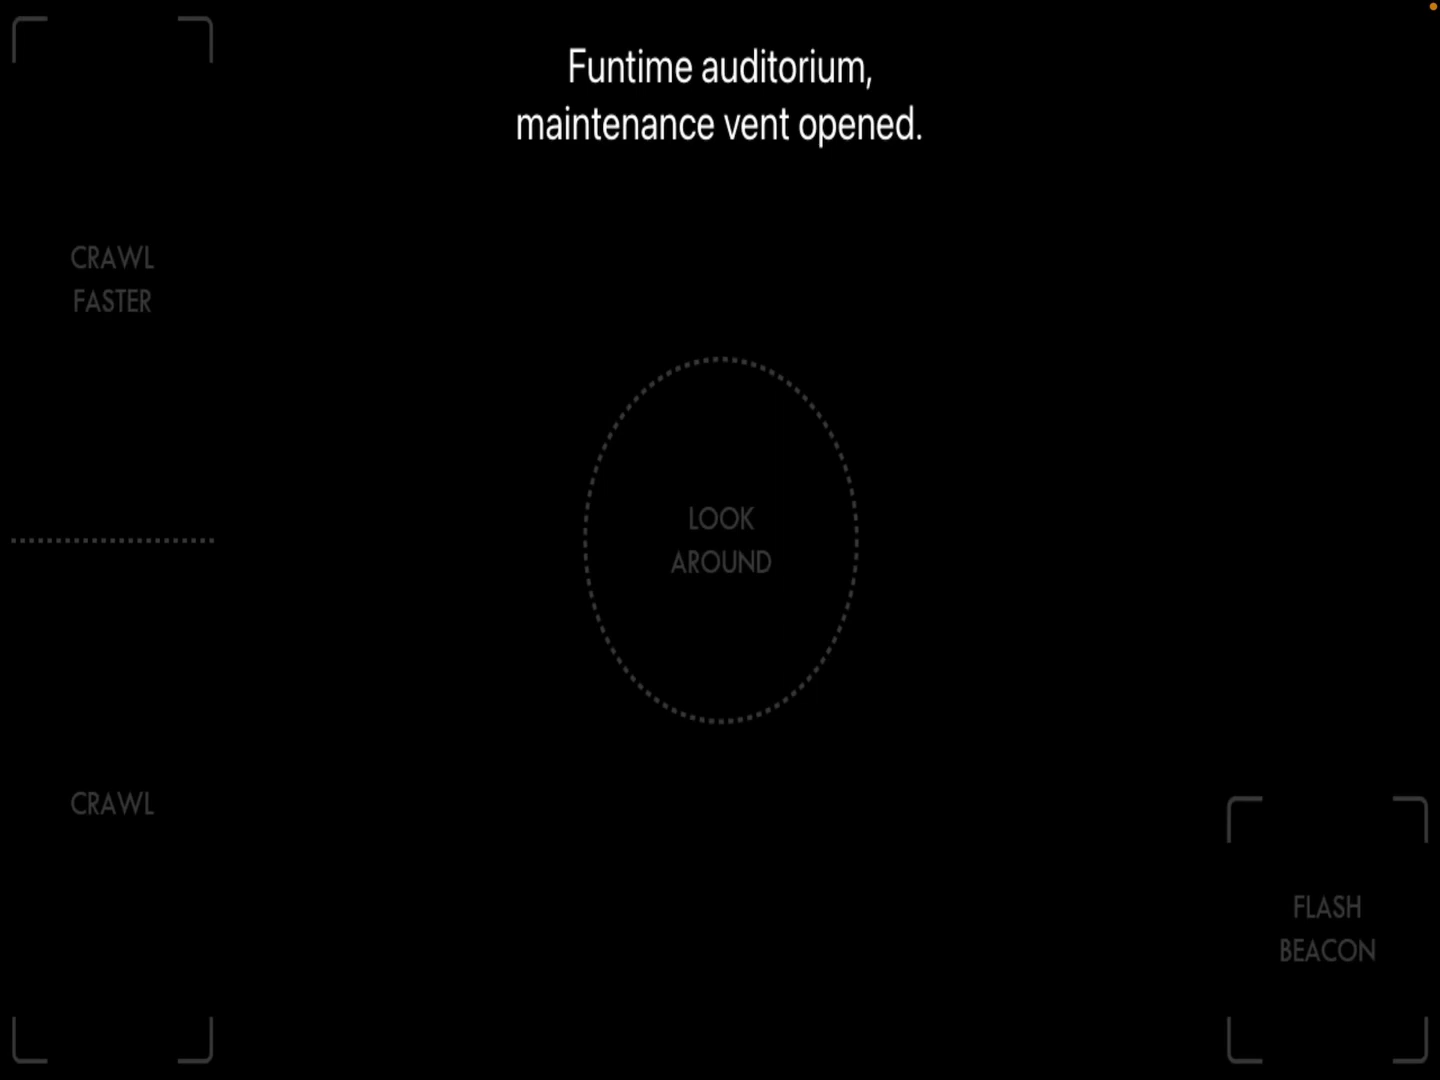 Funtime auditorium,
maintenance vent opened.
CRAWL
FASTER
LOOK
AROUND
CRAWL
FLASH
BEACON